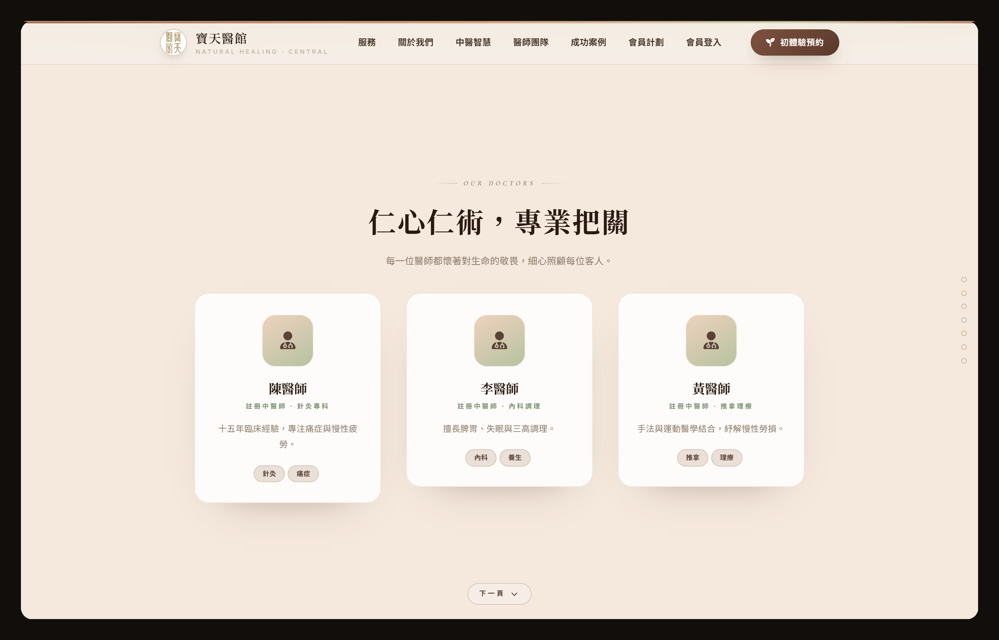 寶天醫館
寶天醫館
NATURAL HEALING · CENTRAL
服務
關於我們
中醫智慧
醫師團隊
成功案例
會員計劃
會員登入
初體驗預約
OUR DOCTORS
仁心仁術，專業把關
每一位醫師都懷著對生命的敬畏，細心照顧每位客人。
陳醫師
註冊中醫師 · 針灸專科
十五年臨床經驗，專注痛症與慢性疲
勞。
針灸
痛症
李醫師
註冊中醫師 · 內科調理
擅長脾胃、失眠與三高調理。
內科
養生
黃醫師
註冊中醫師 · 推拿理療
手法與運動醫學結合，紓解慢性勞損。
推拿
理療
下一頁